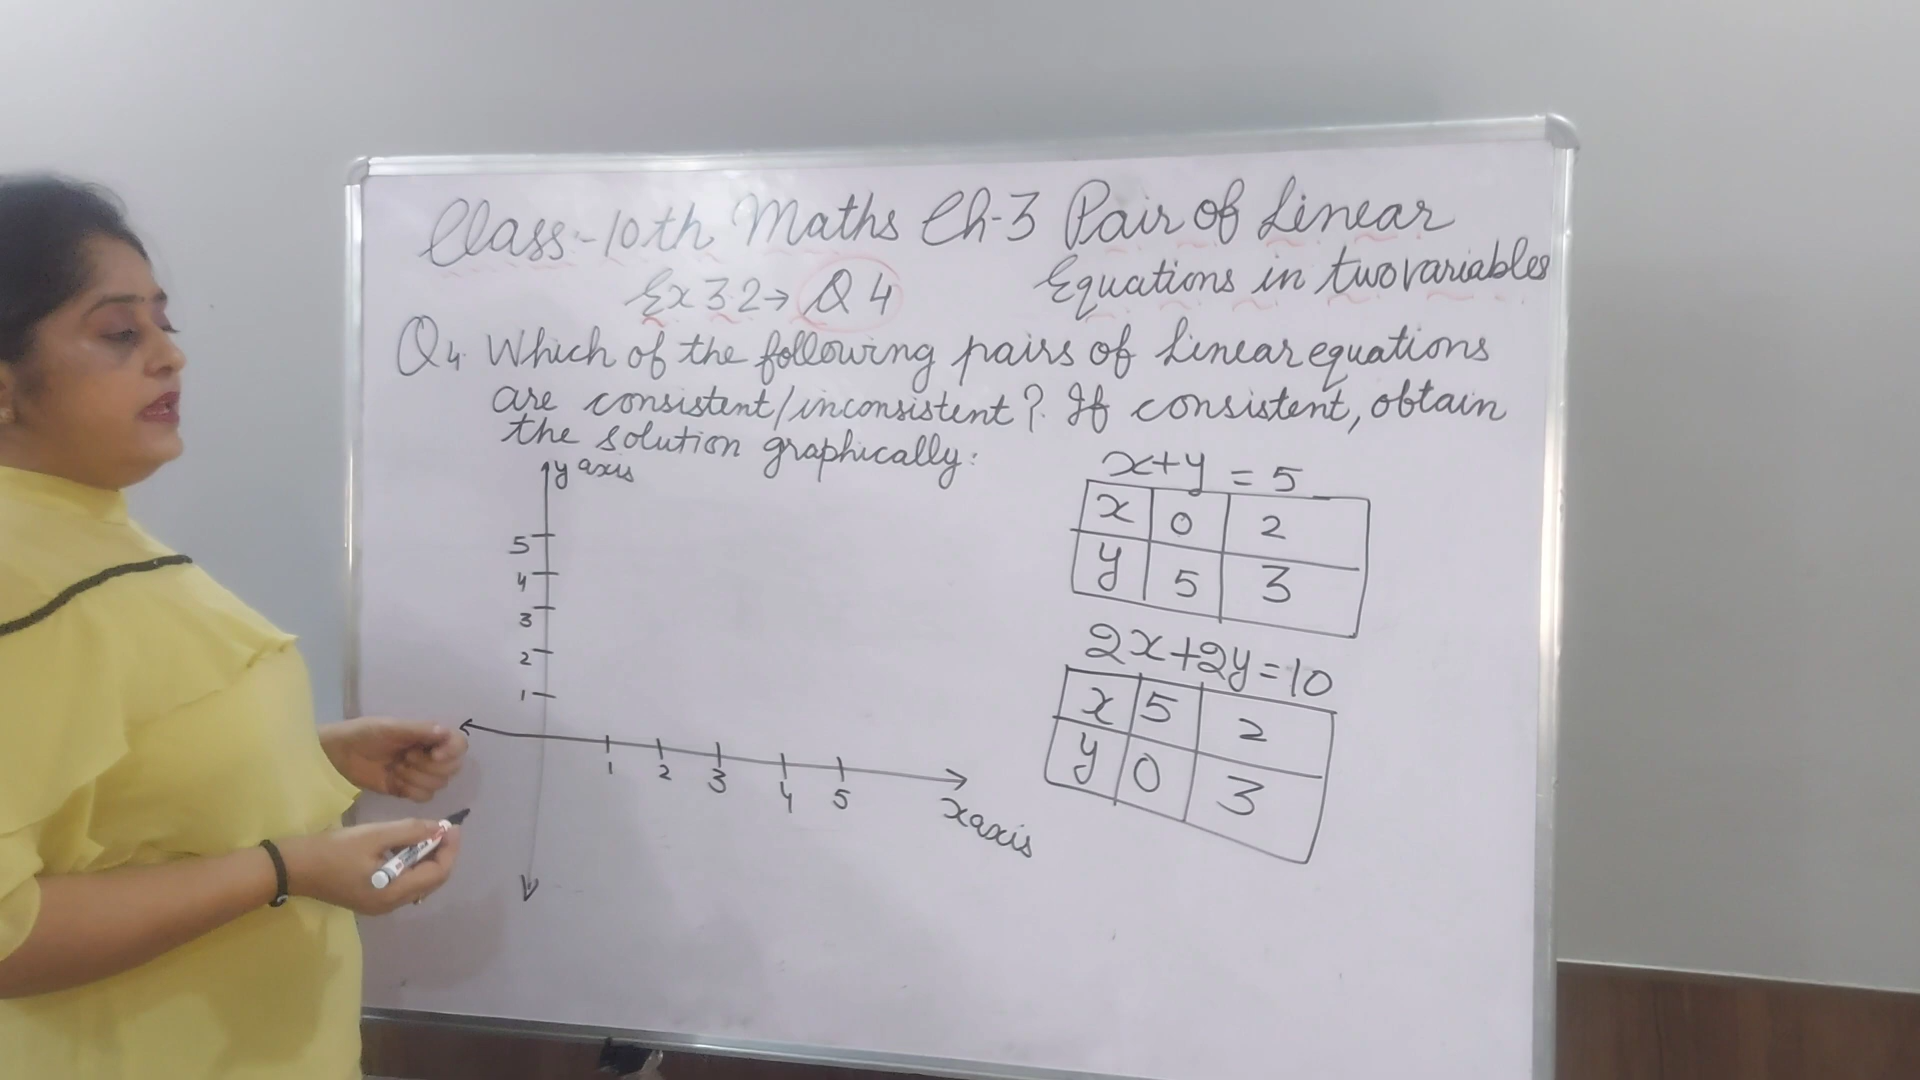 Class:-10th Maths Ch-3 Pair of Linear
Equations in two variables
Ex 3.2→ Q 4
Q4. Which of the following pairs of Linear equations
are consistent/inconsistent? If consistent, obtain
the solution graphically:
y axis
5
4
3
2
1
1 2 3 4 5
x axis
x+y = 5
x 0 2
y 5 3
2x+2y=10
x 5 2
y 0 3